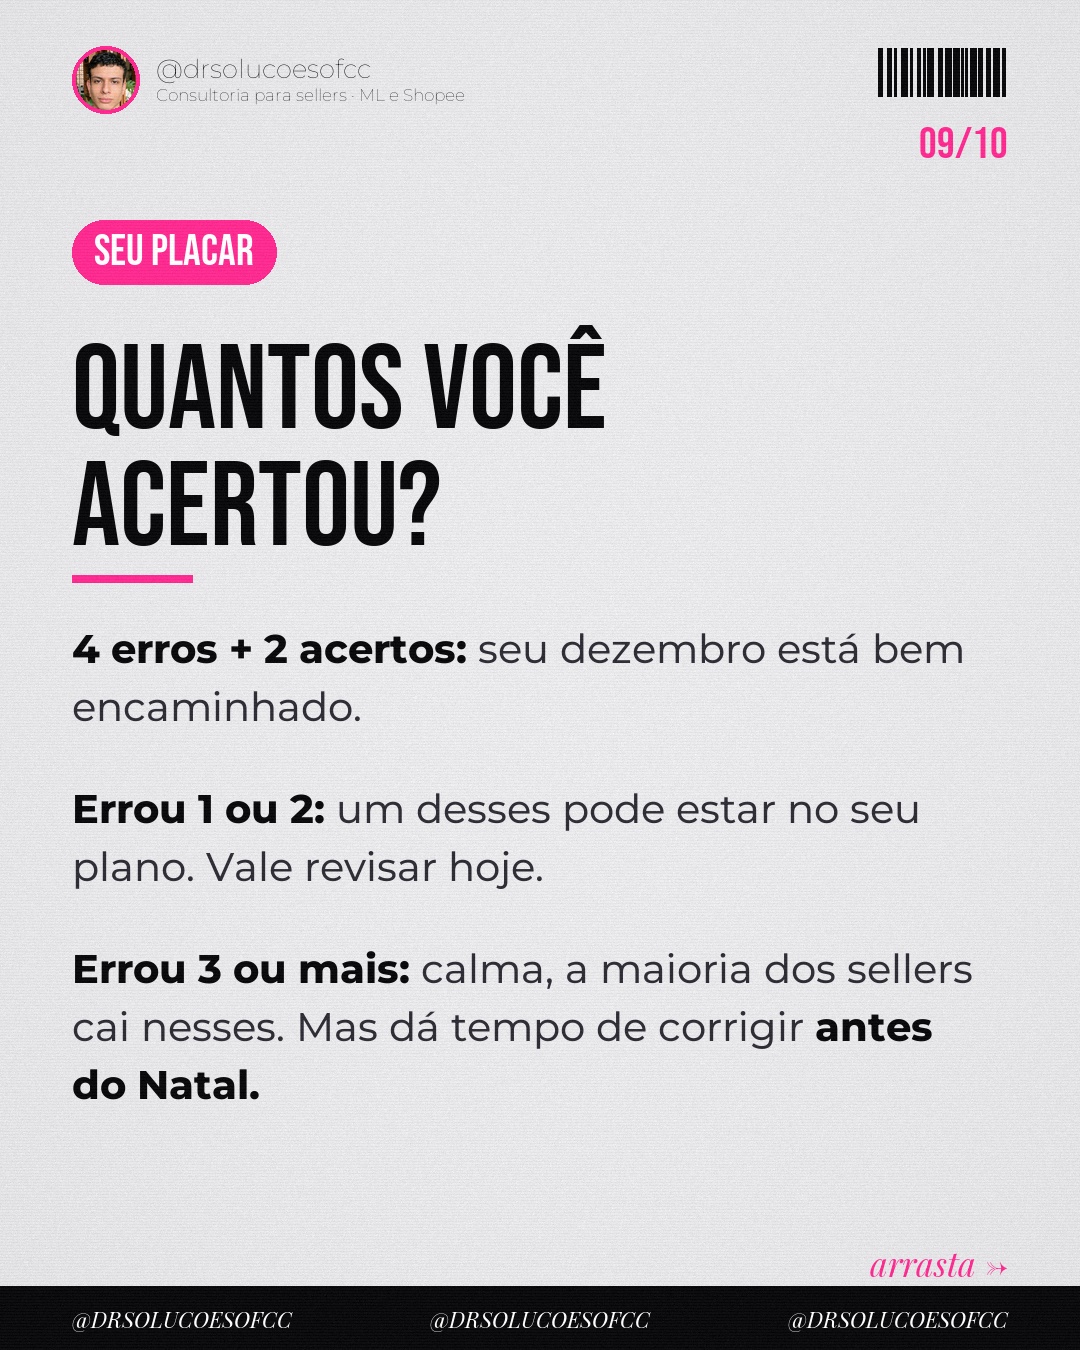 @drsolucoesofcc
Consultoria para sellers · ML e Shopee
09/10
SEU PLACAR
QUANTOS VOCÊ
ACERTOU?
4 erros + 2 acertos: seu dezembro está bem
encaminhado.
Errou 1 ou 2: um desses pode estar no seu
plano. Vale revisar hoje.
Errou 3 ou mais: calma, a maioria dos sellers
cai nesses. Mas dá tempo de corrigir antes
do Natal.
arrasta
@DRSOLUCOESOFCC @DRSOLUCOESOFCC @DRSOLUCOESOFCC